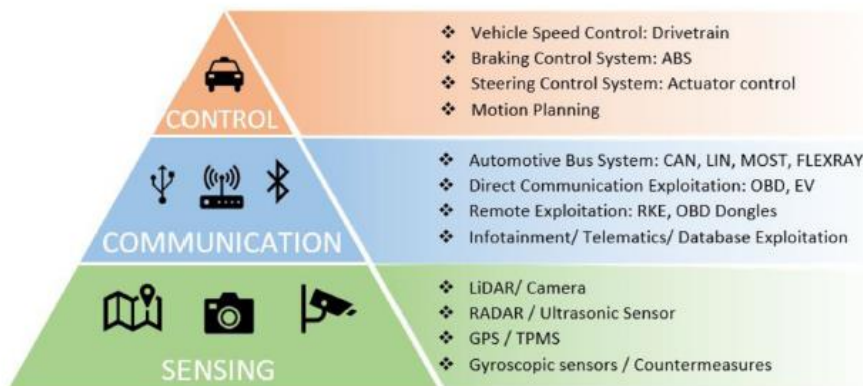 CONTROL
❖ Vehicle Speed Control: Drivetrain
❖ Braking Control System: ABS
❖ Steering Control System: Actuator control
❖ Motion Planning
COMMUNICATION
❖ Automotive Bus System: CAN, LIN, MOST, FLEXRAY
❖ Direct Communication Exploitation: OBD, EV
❖ Remote Exploitation: RKE, OBD Dongles
❖ Infotainment/ Telematics/ Database Exploitation
SENSING
❖ LiDAR/ Camera
❖ RADAR / Ultrasonic Sensor
❖ GPS / TPMS
❖ Gyroscopic sensors / Countermeasures